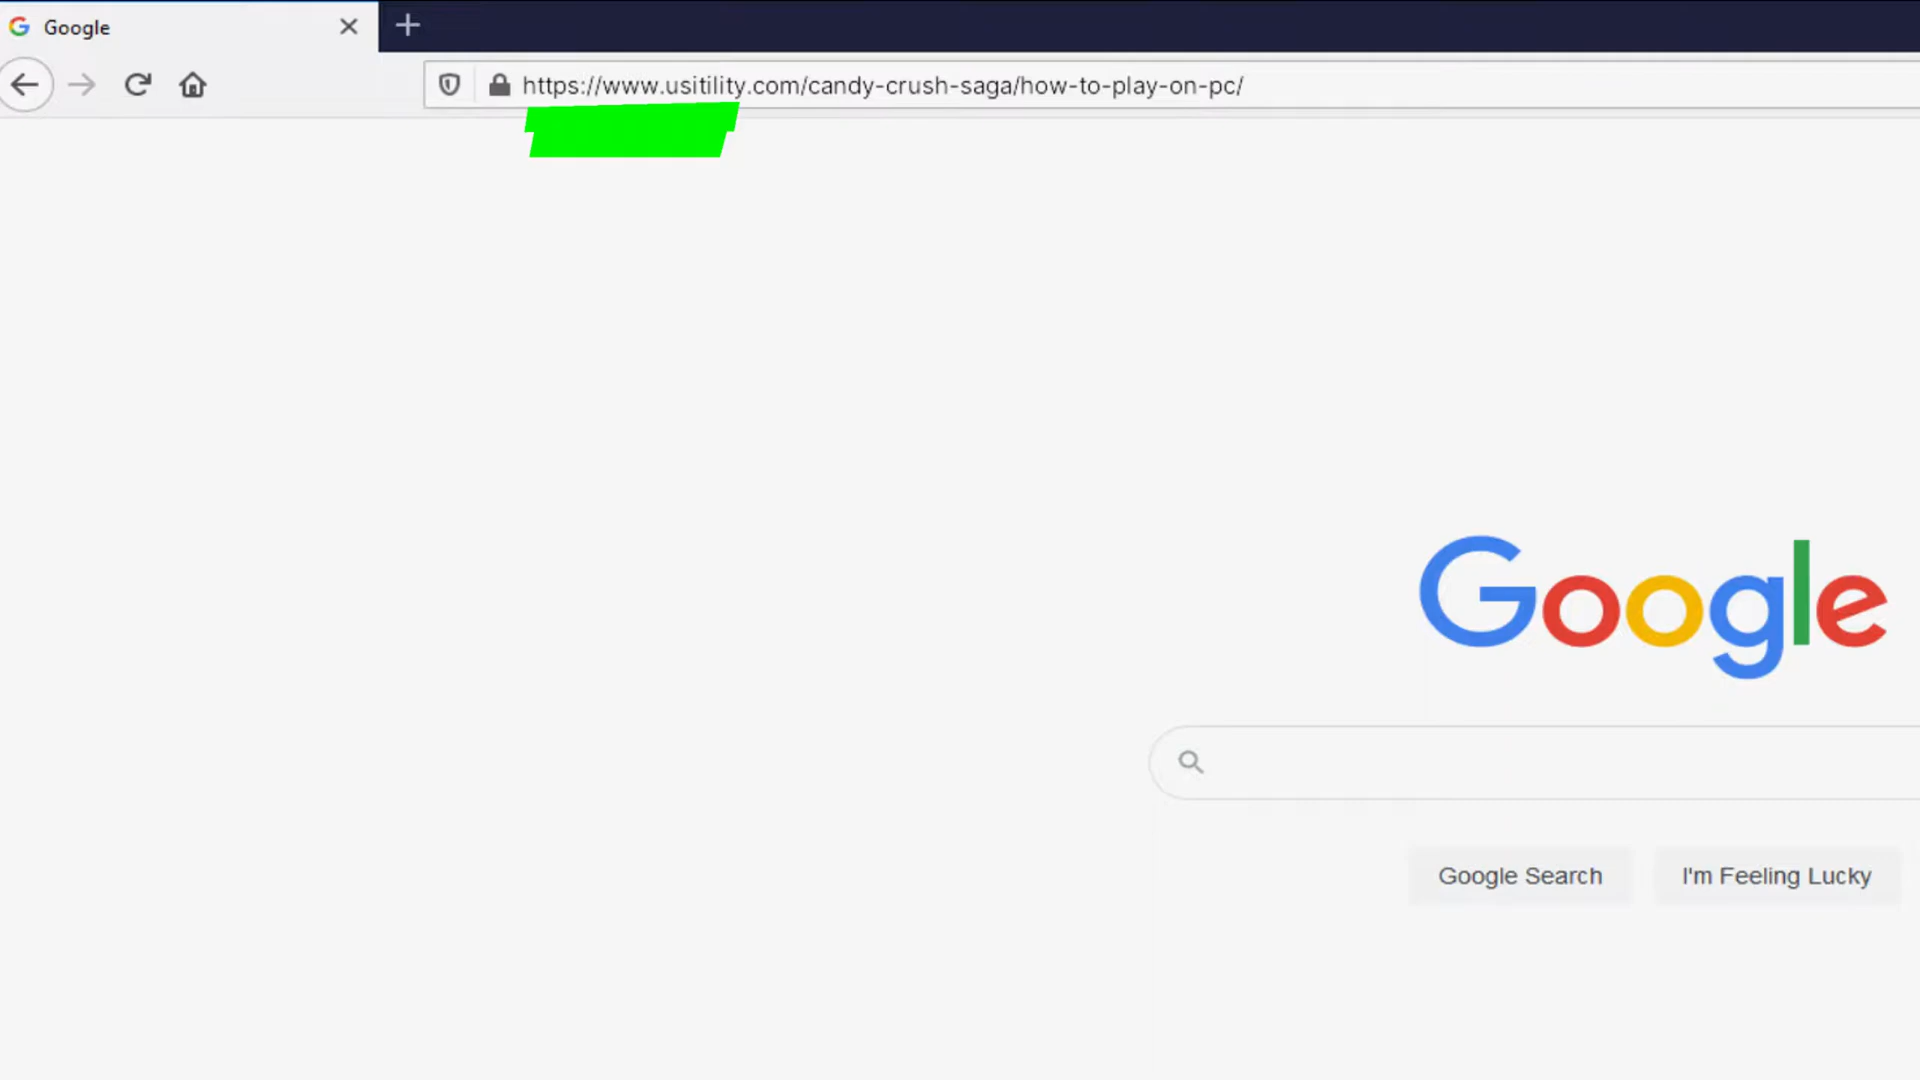 Google
https://www.usitility.com/candy-crush-saga/how-to-play-on-pc/
Google
Google Search
I'm Feeling Lucky